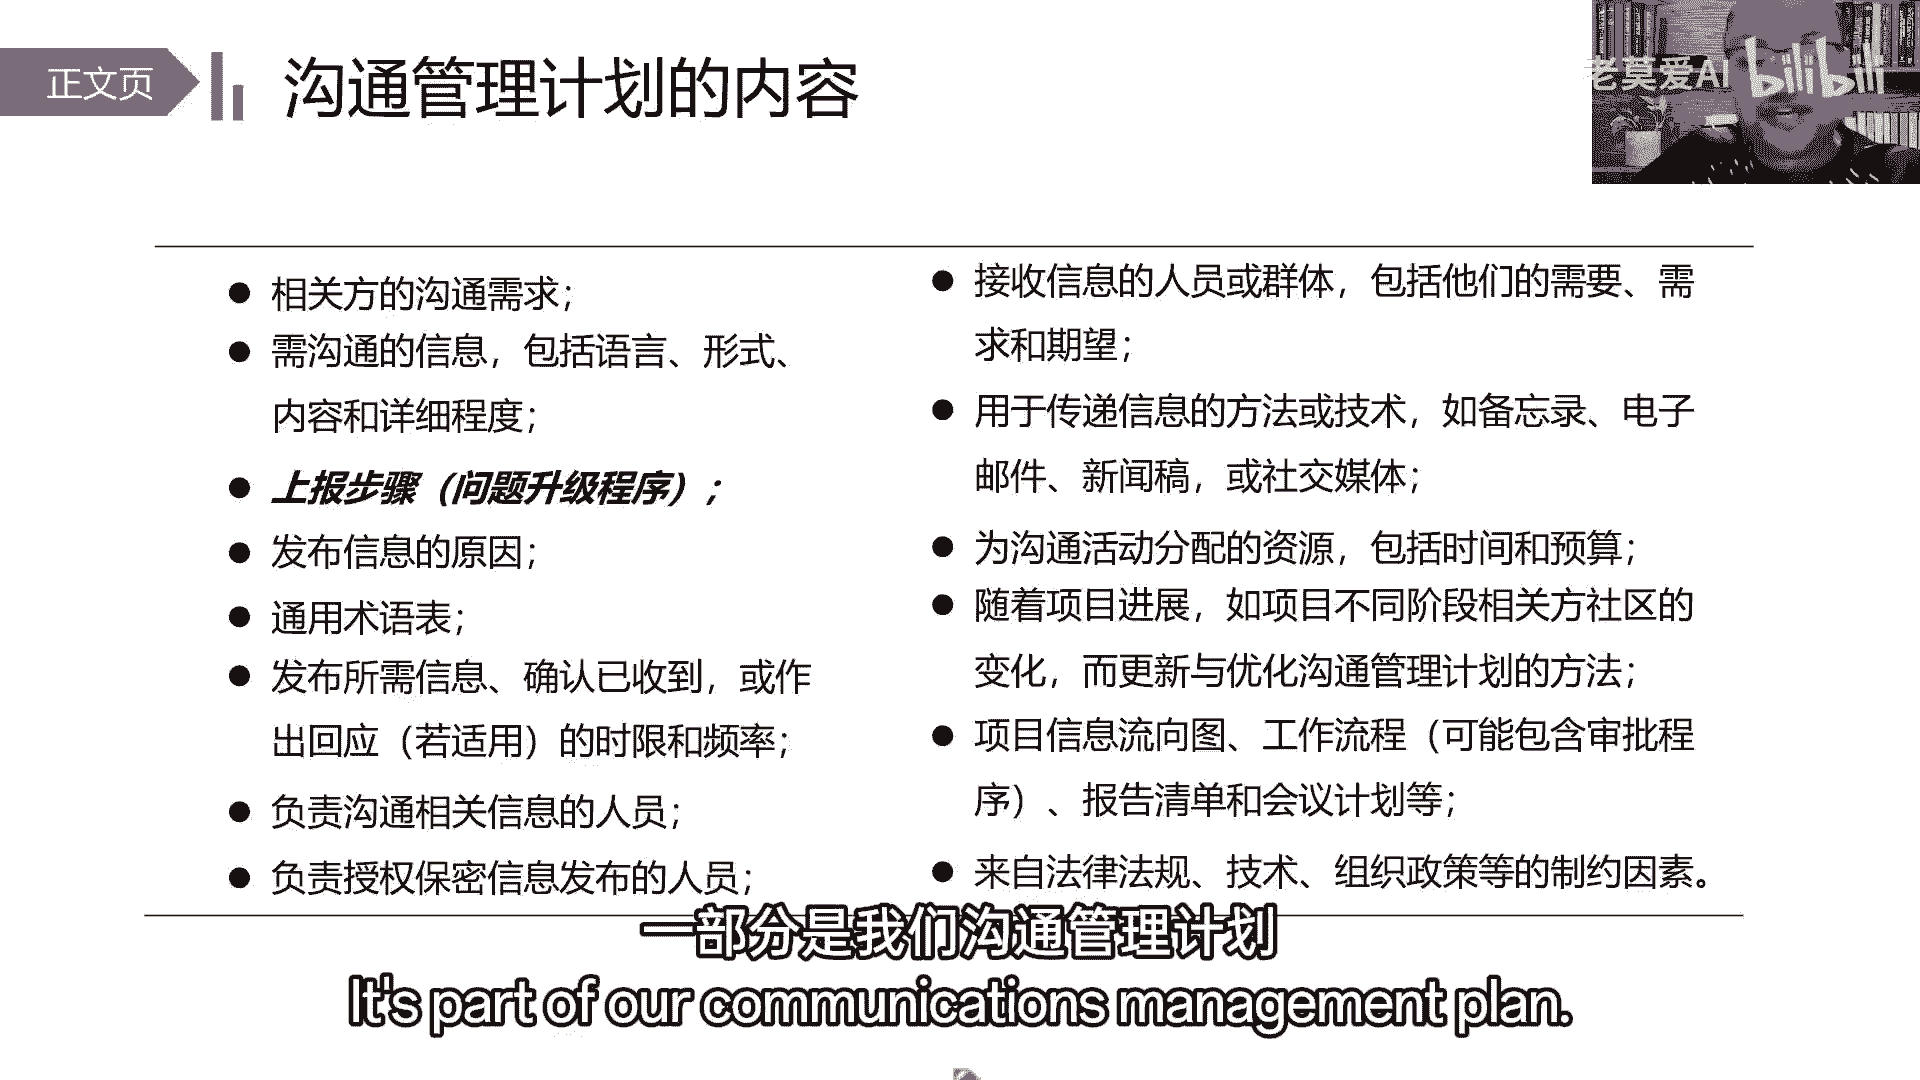 正文页
沟通管理计划的内容
老莫爱AI
bilibili
相关方的沟通需求；
需沟通的信息，包括语言、形式、
内容和详细程度；
上报步骤（问题升级程序）；
发布信息的原因；
通用术语表；
发布所需信息、确认已收到，或作
出回应（若适用）的时限和频率；
负责沟通相关信息的人员；
负责授权保密信息发布的人员；
接收信息的人员或群体，包括他们的需要、需
求和期望；
用于传递信息的方法或技术，如备忘录、电子
邮件、新闻稿，或社交媒体；
为沟通活动分配的资源，包括时间和预算；
随着项目进展，如项目不同阶段相关方社区的
变化，而更新与优化沟通管理计划的方法；
项目信息流向图、工作流程（可能包含审批程
序）、报告清单和会议计划等；
来自法律法规、技术、组织政策等的制约因素。
一部分是我们沟通管理计划
It's part of our communications management plan.